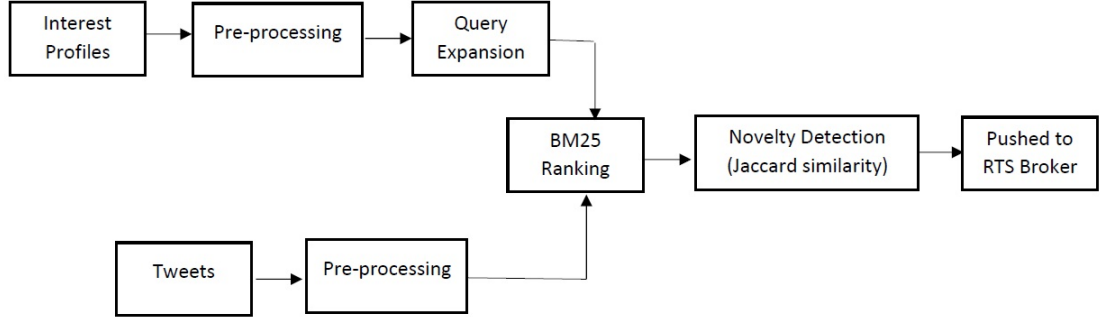 Interest
Profiles
Pre-processing
Query
Expansion
BM25
Ranking
Novelty Detection
(Jaccard similarity)
Pushed to
RTS Broker
Tweets
Pre-processing